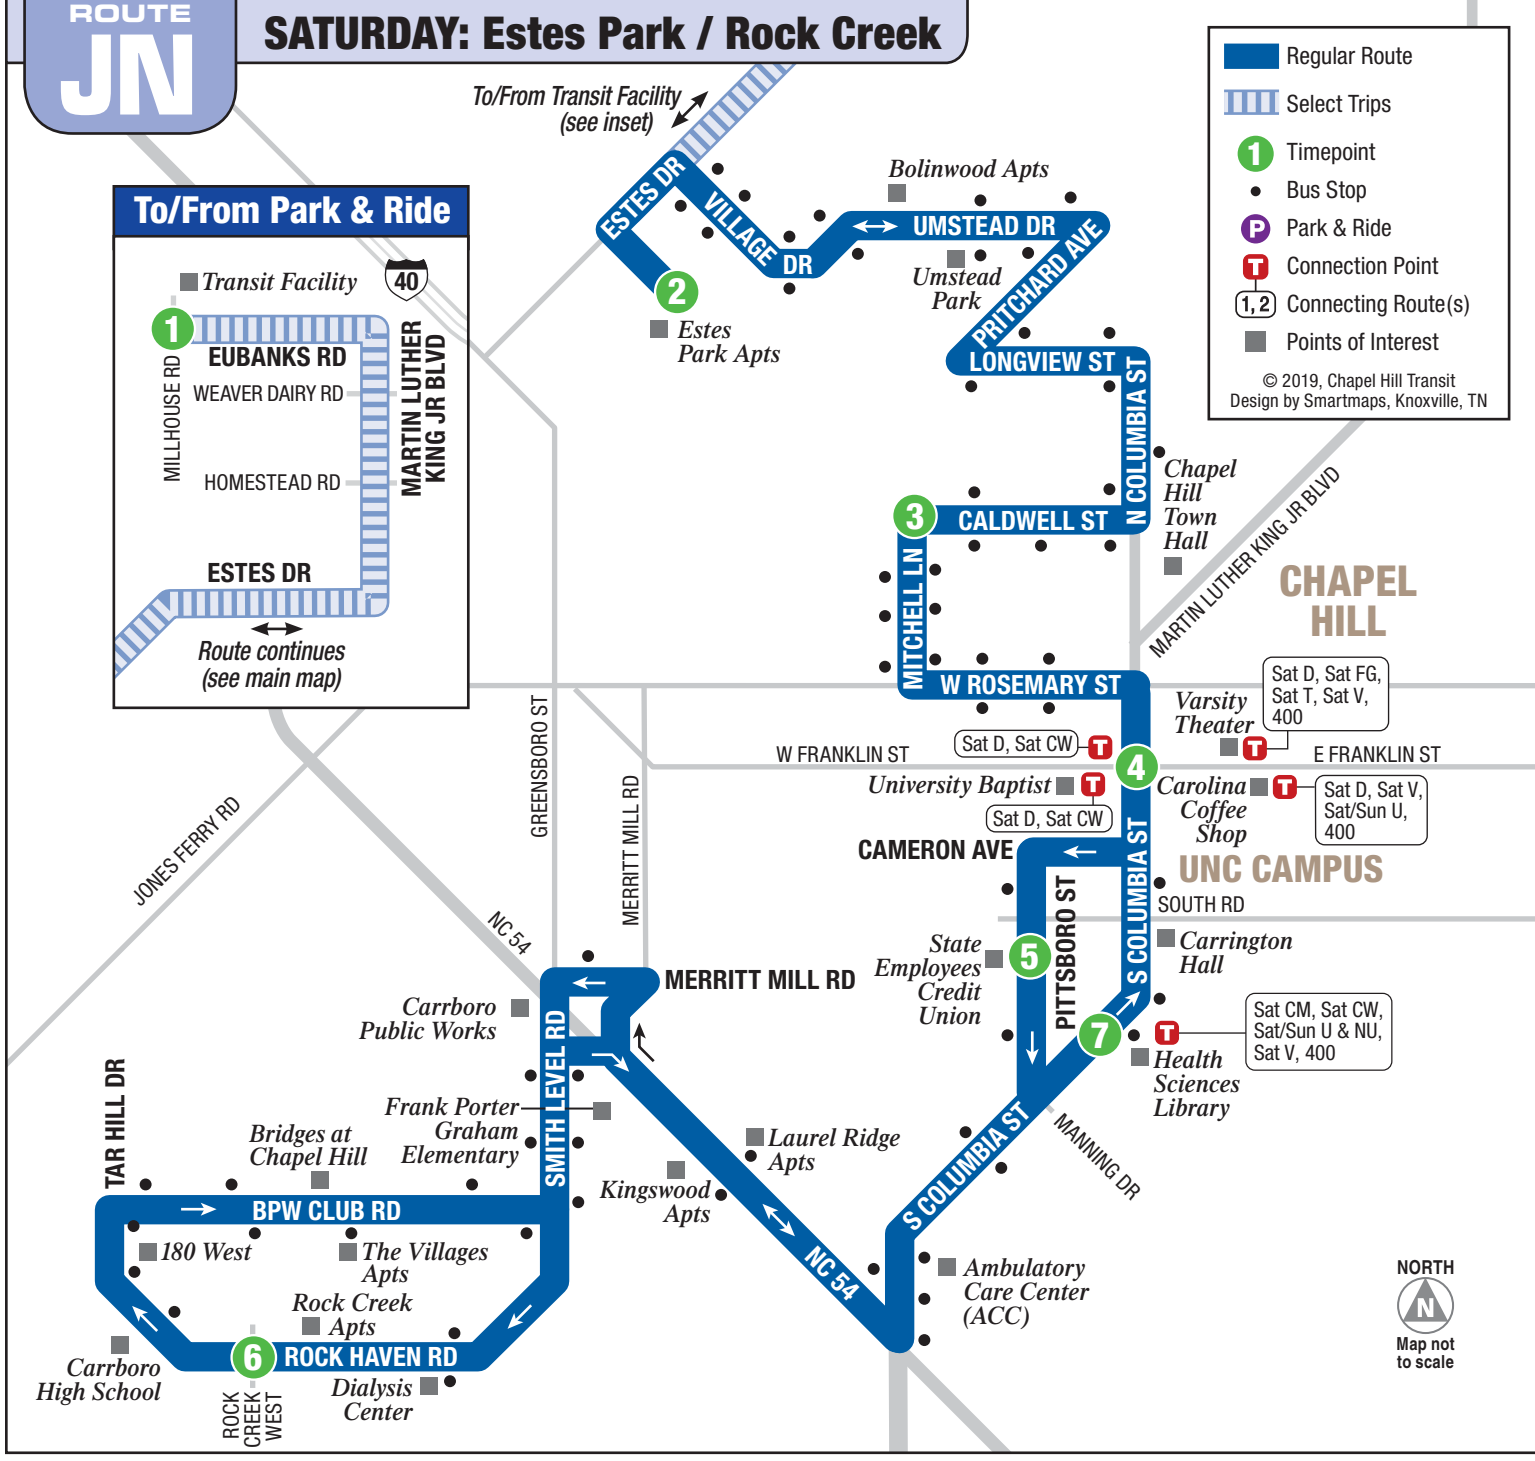 ROUTE
JN
SATURDAY: Estes Park / Rock Creek
Regular Route
Select Trips
1
Timepoint
Bus Stop
P
Park & Ride
T
Connection Point
1, 2
Connecting Route(s)
Points of Interest
© 2019, Chapel Hill Transit
Design by Smartmaps, Knoxville, TN
To/From Transit Facility
(see inset)
To/From Park & Ride
Transit Facility
40
1
EUBANKS RD
MILLHOUSE RD
WEAVER DAIRY RD
MARTIN LUTHER
KING JR BLVD
HOMESTEAD RD
ESTES DR
Route continues
(see main map)
ESTES DR
VILLAGE
DR
2
Estes
Park Apts
Bolinwood Apts
UMSTEAD DR
Umstead
Park
PRITCHARD AVE
LONGVIEW ST
N COLUMBIA ST
Chapel
Hill
Town
Hall
MARTIN LUTHER KING JR BLVD
CHAPEL
HILL
3
CALDWELL ST
MITCHELL LN
W ROSEMARY ST
Varsity
Theater
T
Sat D, Sat FG,
Sat T, Sat V,
400
Sat D, Sat CW
T
4
W FRANKLIN ST
E FRANKLIN ST
University Baptist
T
Sat D, Sat CW
Carolina
Coffee
Shop
T
Sat D, Sat V,
Sat/Sun U,
400
UNC CAMPUS
CAMERON AVE
PITTSBORO ST
S COLUMBIA ST
SOUTH RD
State
Employees
Credit
Union
5
Carrington
Hall
7
T
Sat CM, Sat CW,
Sat/Sun U & NU,
Sat V, 400
Health
Sciences
Library
MANNING DR
S COLUMBIA ST
GREENSBORO ST
MERRITT MILL RD
JONES FERRY RD
NC 54
MERRITT MILL RD
Carrboro
Public Works
SMITH LEVEL RD
Frank Porter
Graham
Elementary
TAR HILL DR
Bridges at
Chapel Hill
Laurel Ridge
Apts
Kingswood
Apts
BPW CLUB RD
180 West
The Villages
Apts
NC 54
Ambulatory
Care Center
(ACC)
Rock Creek
Apts
6
ROCK HAVEN RD
Carrboro
High School
ROCK
CREEK
WEST
Dialysis
Center
NORTH
N
Map not
to scale